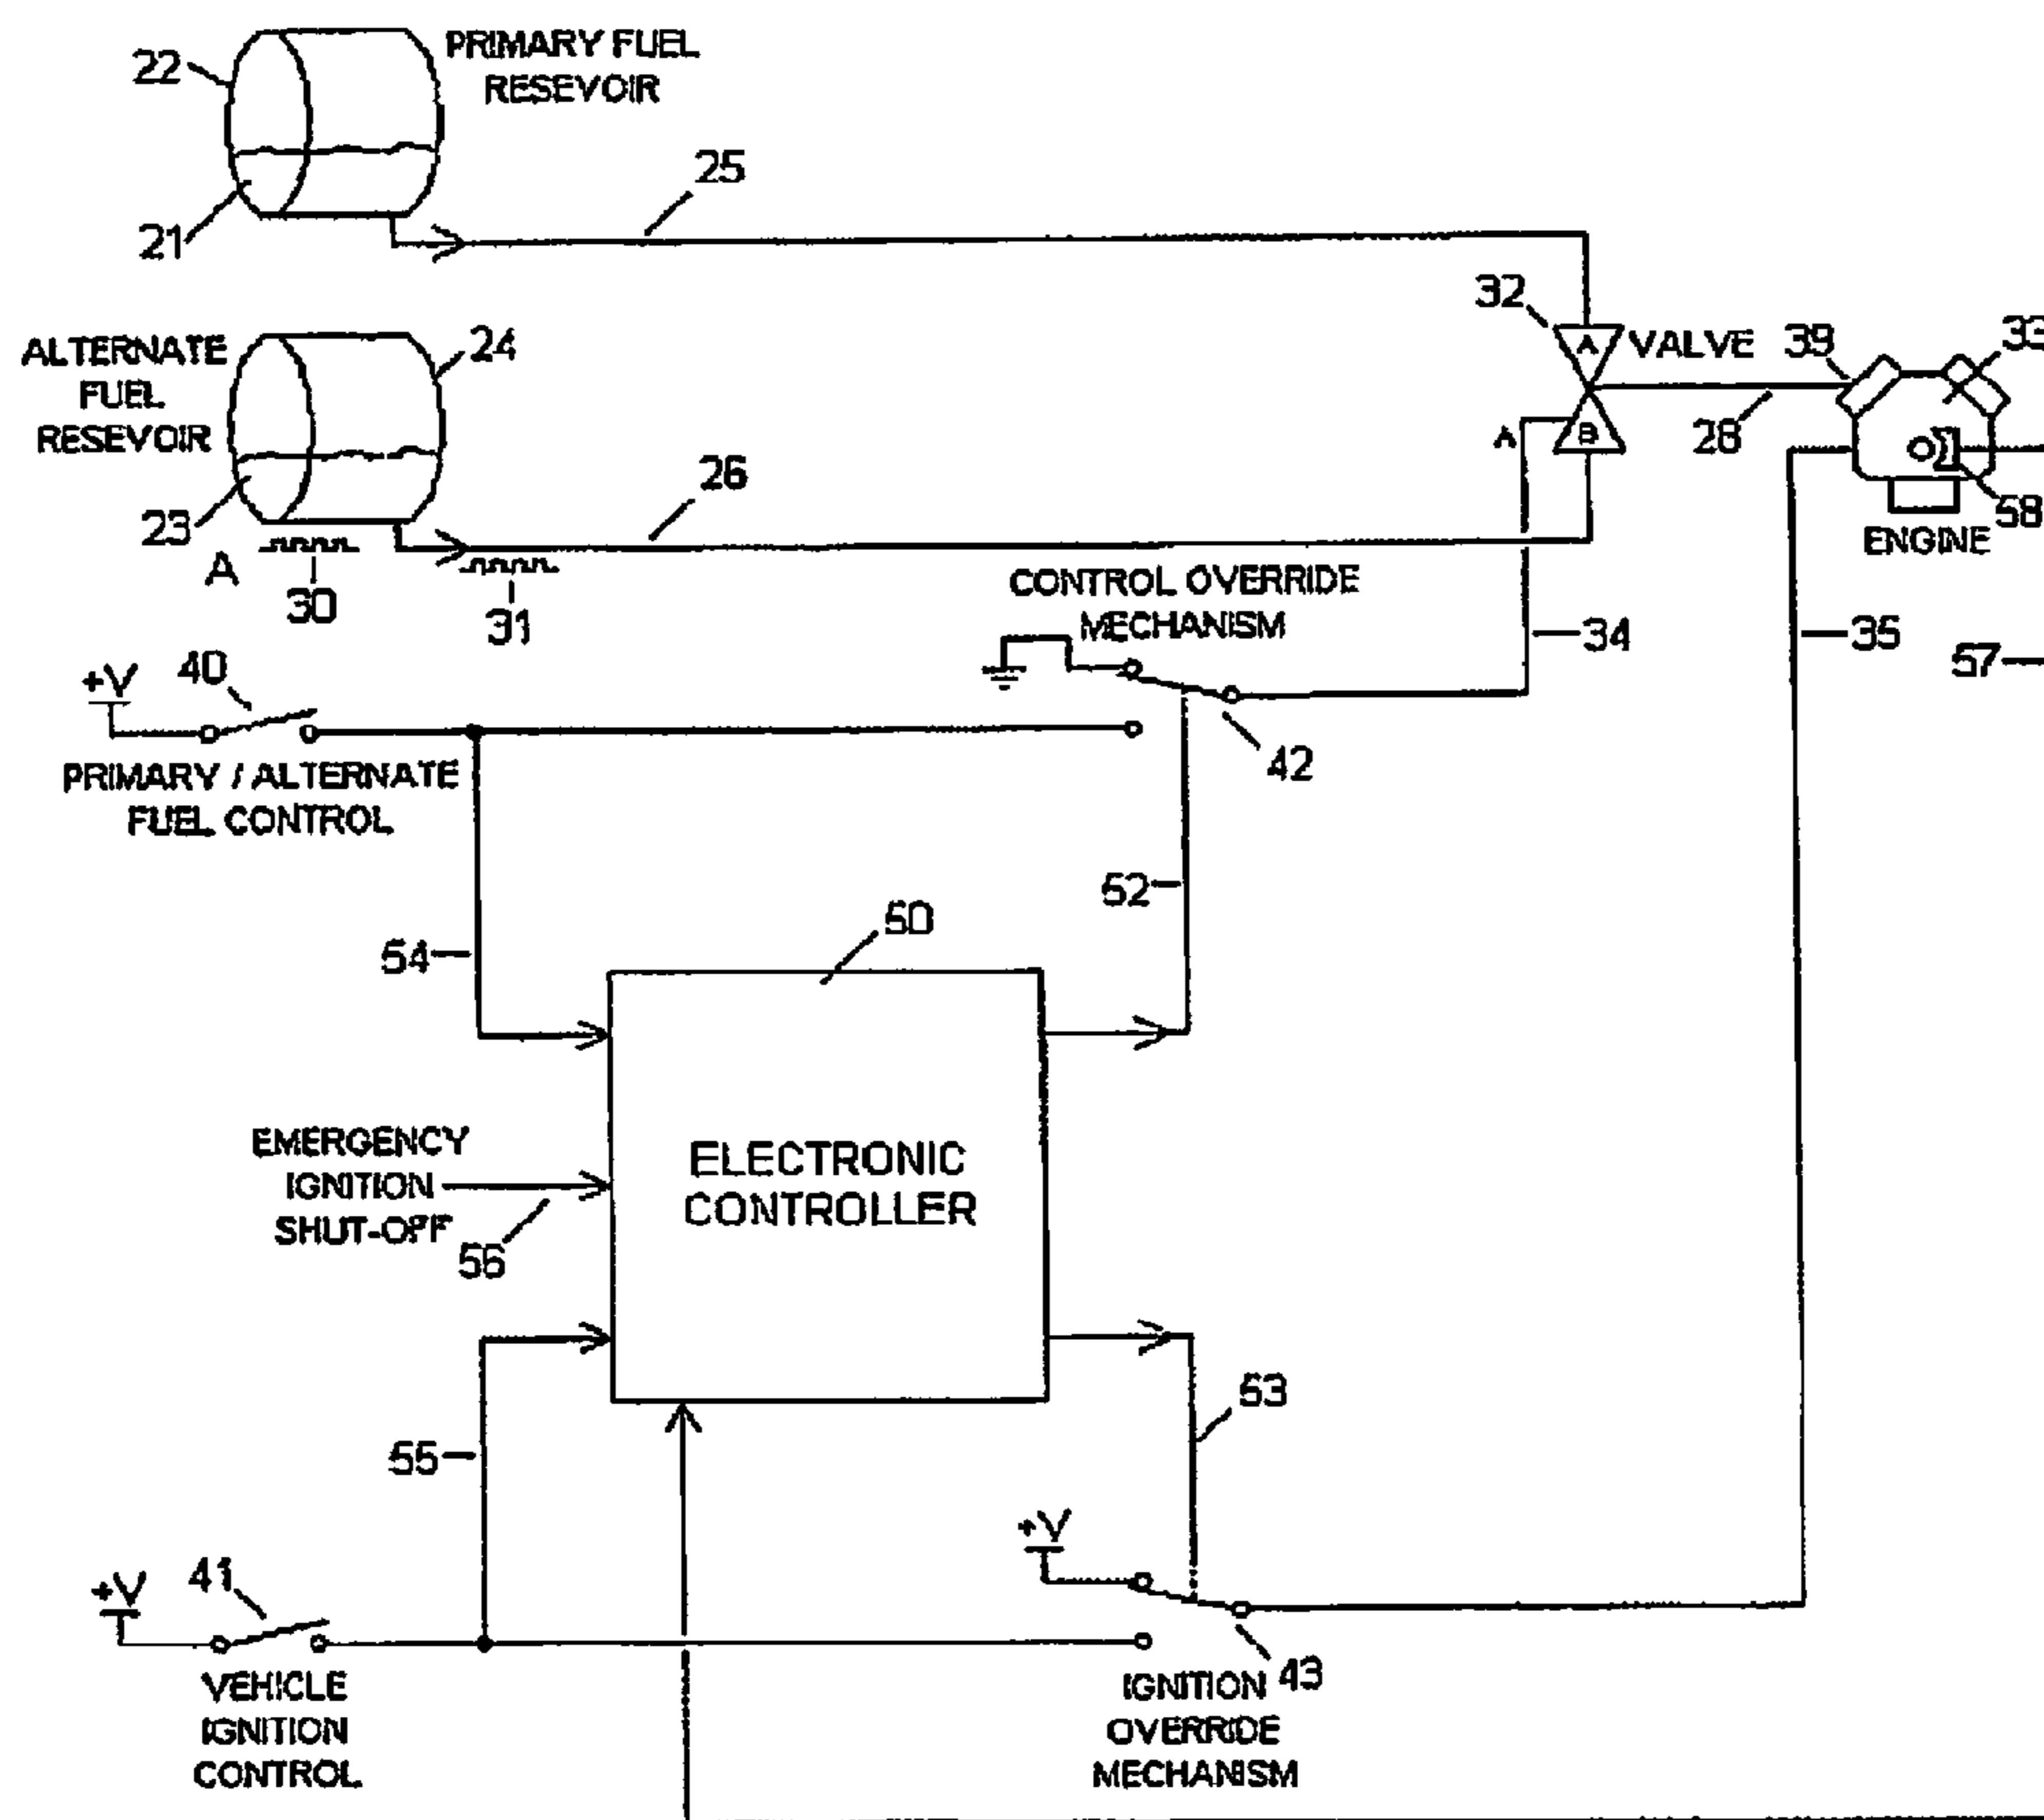 22
PRIMARY FUEL
RESEVOIR
21
25
ALTERNATE
FUEL
RESEVOIR
24
23
A
30
31
26
32
A
VALVE
B
A
39
33
28
58
ENGINE
CONTROL OVERRIDE
MECHANISM
34
35
57
+V
40
PRIMARY / ALTERNATE
FUEL CONTROL
42
52
54
50
EMERGENCY
IGNITION
SHUT-OFF
56
ELECTRONIC
CONTROLLER
55
53
+V
41
VEHICLE
IGNITION
CONTROL
+V
43
IGNITION
OVERRIDE
MECHANISM